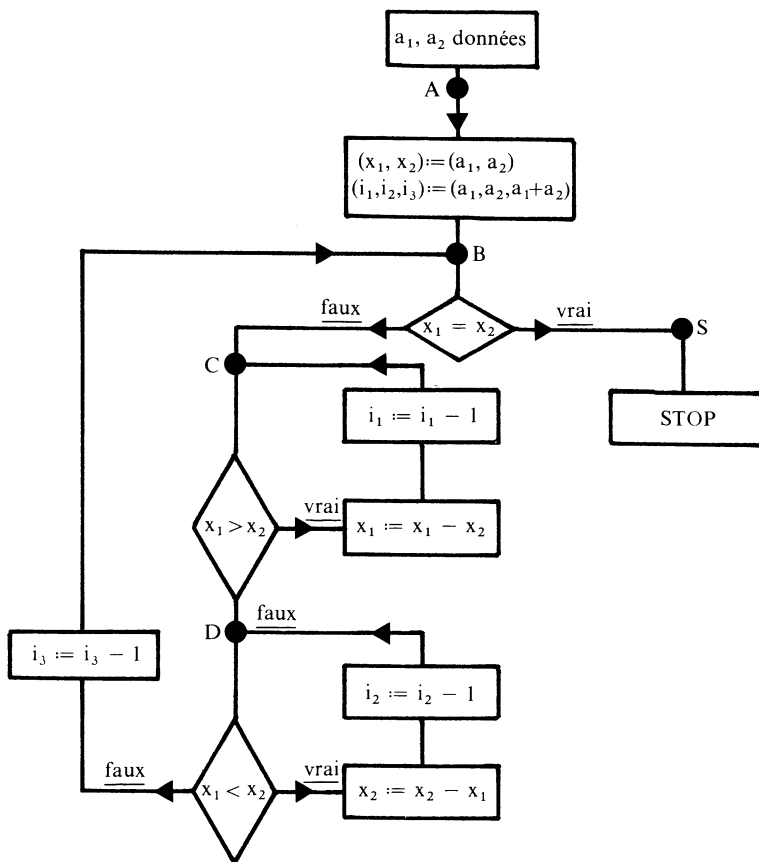 a₁, a₂ données
A
(x₁, x₂):=(a₁, a₂)
(i₁,i₂,i₃):=(a₁,a₂,a₁+a₂)
B
faux
x₁ = x₂
vrai
S
C
i₁ := i₁ − 1
STOP
x₁ > x₂
vrai
x₁ := x₁ − x₂
D
faux
i₃ := i₃ − 1
i₂ := i₂ − 1
faux
x₁ < x₂
vrai
x₂ := x₂ − x₁